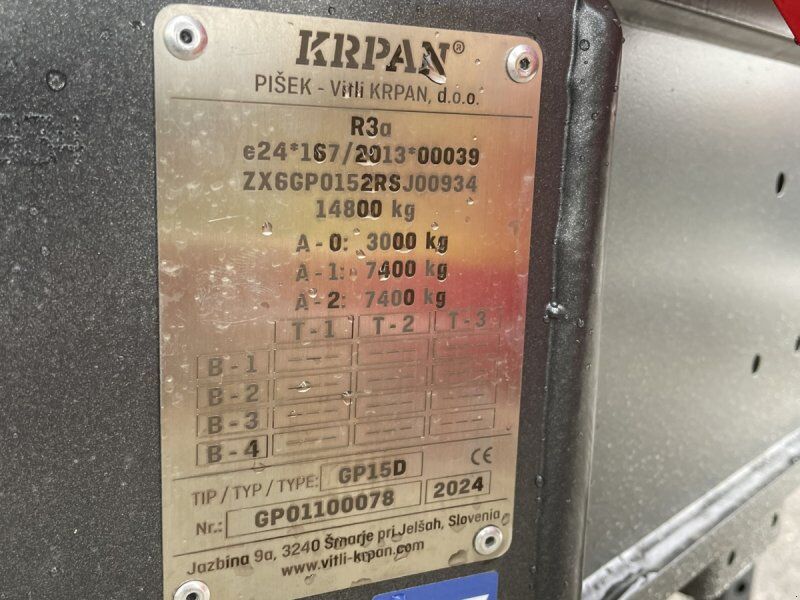 KRPAN®
PIŠEK - Vitli KRPAN, d.o.o.
R3a
e24*167/2013*00039
ZX6GP0152RSJ00934
14800 kg
A - 0: 3000 kg
A - 1: 7400 kg
A - 2: 7400 kg
T - 1 T - 2 T - 3
B - 1 --- --- ---
B - 2 --- --- ---
B - 3 --- --- ---
B - 4 --- --- ---
TIP / TYP / TYPE: GP15D CE
Nr.: GP01100078 2024
Jazbina 9a, 3240 Šmarje pri Jelšah, Slovenia
www.vitli-krpan.com